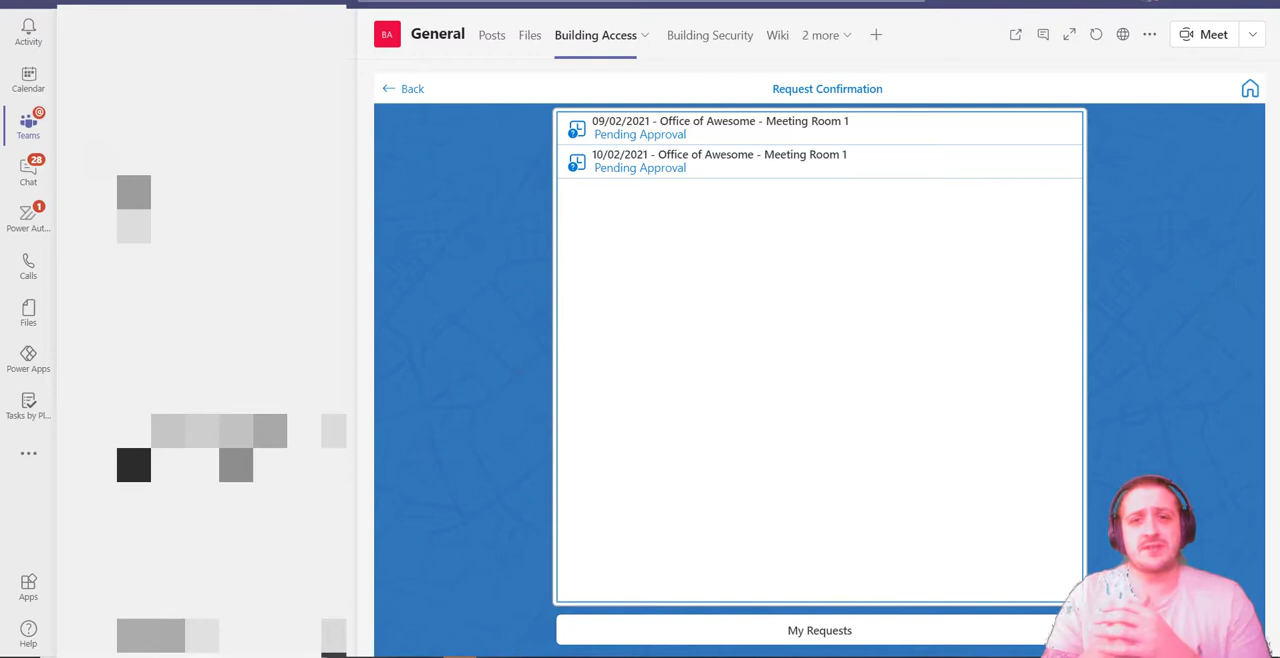 BA General Posts Files Building Access Building Security Wiki 2 more Meet
Activity
Calendar
@
Teams
28
Chat
1
Power Aut...
Calls
Files
Power Apps
Tasks by Pl...
Apps
Help
Back Request Confirmation
09/02/2021 - Office of Awesome - Meeting Room 1
Pending Approval
10/02/2021 - Office of Awesome - Meeting Room 1
Pending Approval
My Requests